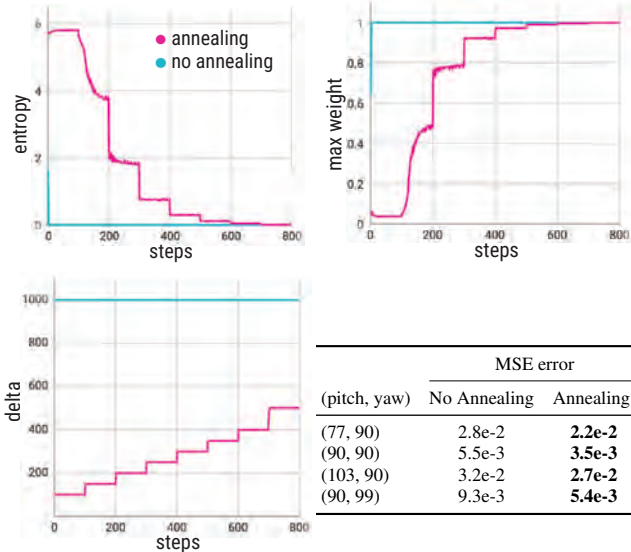 6
4
2
0
0
200
400
600
800
entropy
steps
annealing
no annealing
1
0.8
0.6
0.4
0.2
0
0
200
400
600
800
max weight
steps
1000
800
600
400
200
0
200
400
600
800
delta
steps
MSE error
(pitch, yaw) No Annealing Annealing
(77, 90) 2.8e-2 2.2e-2
(90, 90) 5.5e-3 3.5e-3
(103, 90) 3.2e-2 2.7e-2
(90, 99) 9.3e-3 5.4e-3